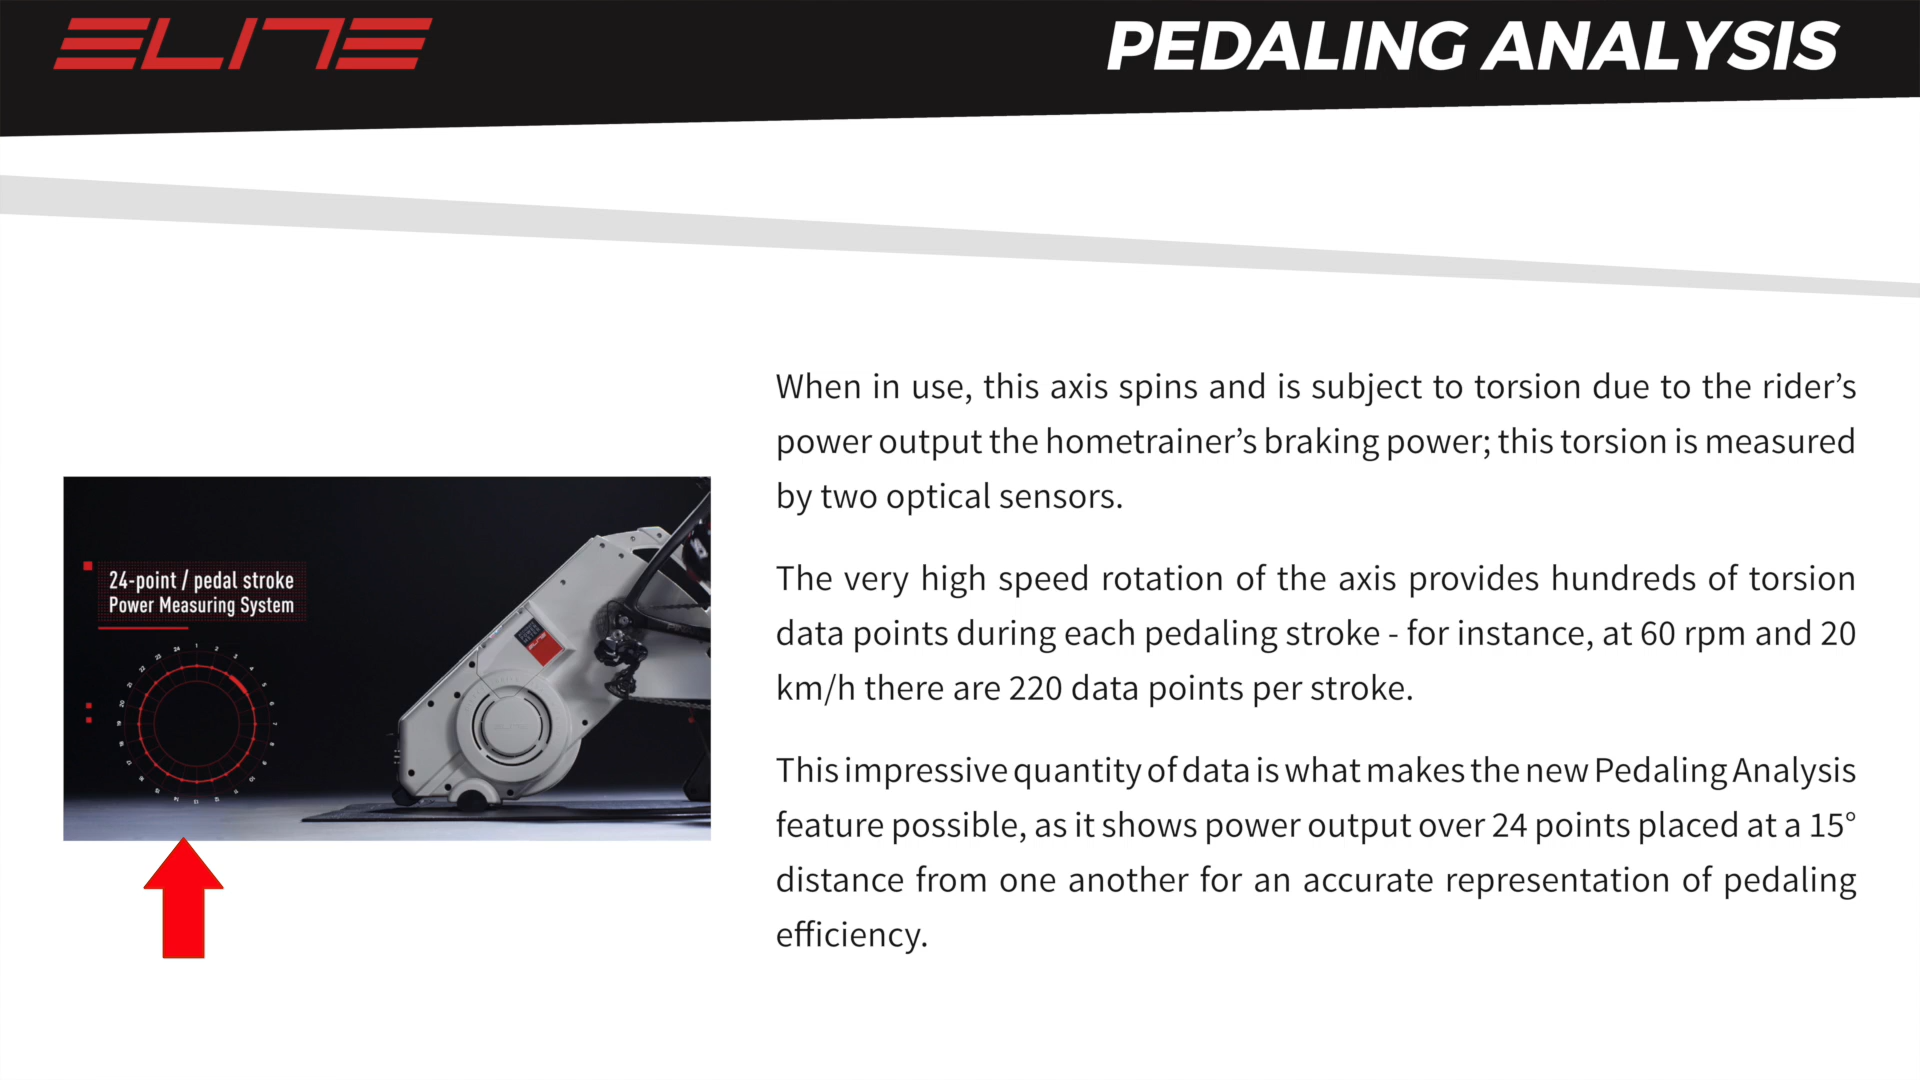 ELITE
PEDALING ANALYSIS
When in use, this axis spins and is subject to torsion due to the rider’s
power output the hometrainer’s braking power; this torsion is measured
by two optical sensors.
24-point / pedal stroke
Power Measuring System
The very high speed rotation of the axis provides hundreds of torsion
data points during each pedaling stroke - for instance, at 60 rpm and 20
km/h there are 220 data points per stroke.
This impressive quantity of data is what makes the new Pedaling Analysis
feature possible, as it shows power output over 24 points placed at a 15°
distance from one another for an accurate representation of pedaling
efficiency.